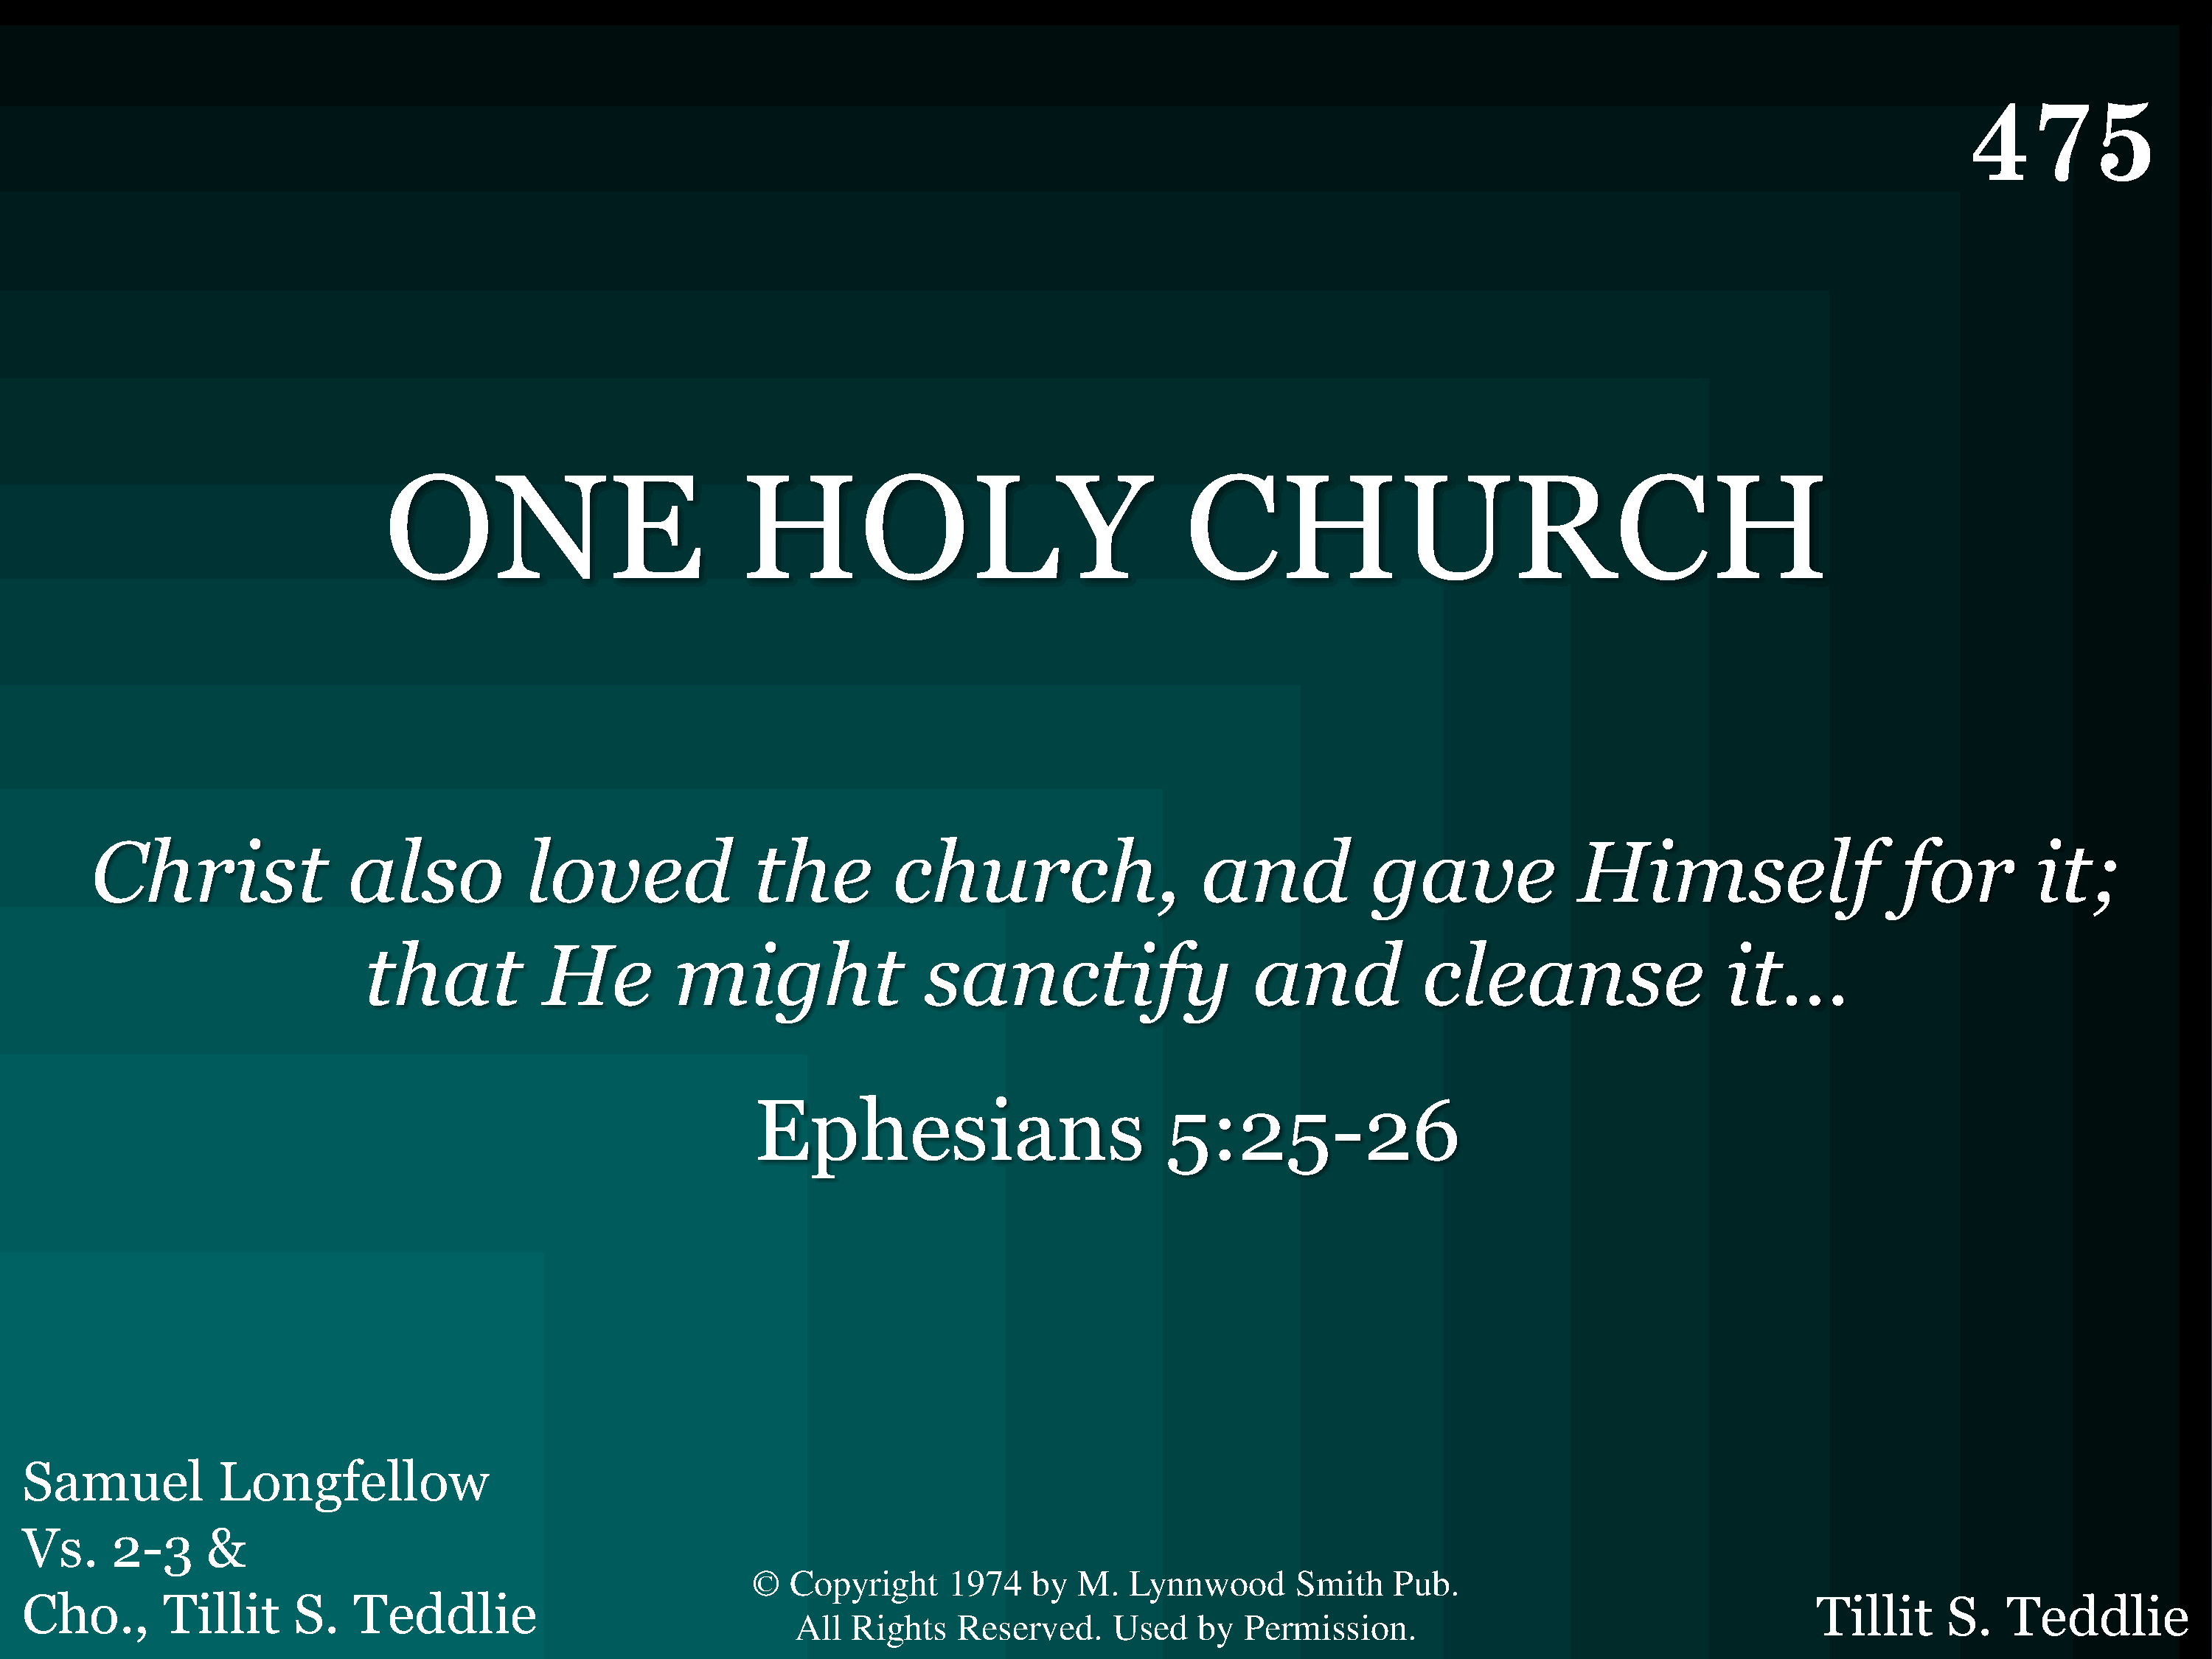 475
ONE HOLY CHURCH
Christ also loved the church, and gave Himself for it;
that He might sanctify and cleanse it...
Ephesians 5:25-26
Samuel Longfellow
Vs. 2-3 &
Cho., Tillit S. Teddlie
© Copyright 1974 by M. Lynnwood Smith Pub.
All Rights Reserved. Used by Permission.
Tillit S. Teddlie